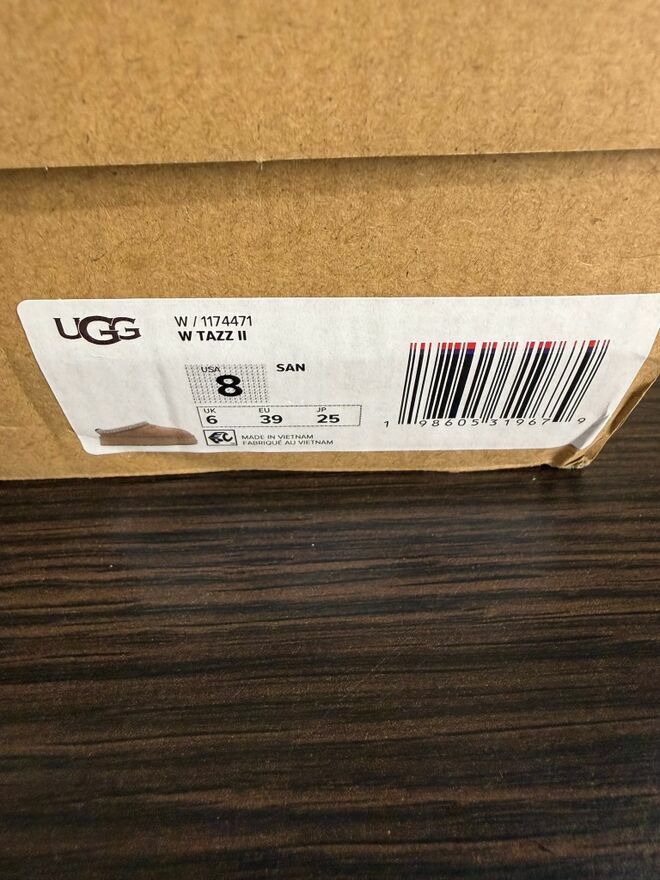 UGG
W / 1174471
W TAZZ II
USA
8
SAN
UK EU JP
6 39 25
MADE IN VIETNAM
FABRIQUÉ AU VIETNAM
1 98605 31967 9